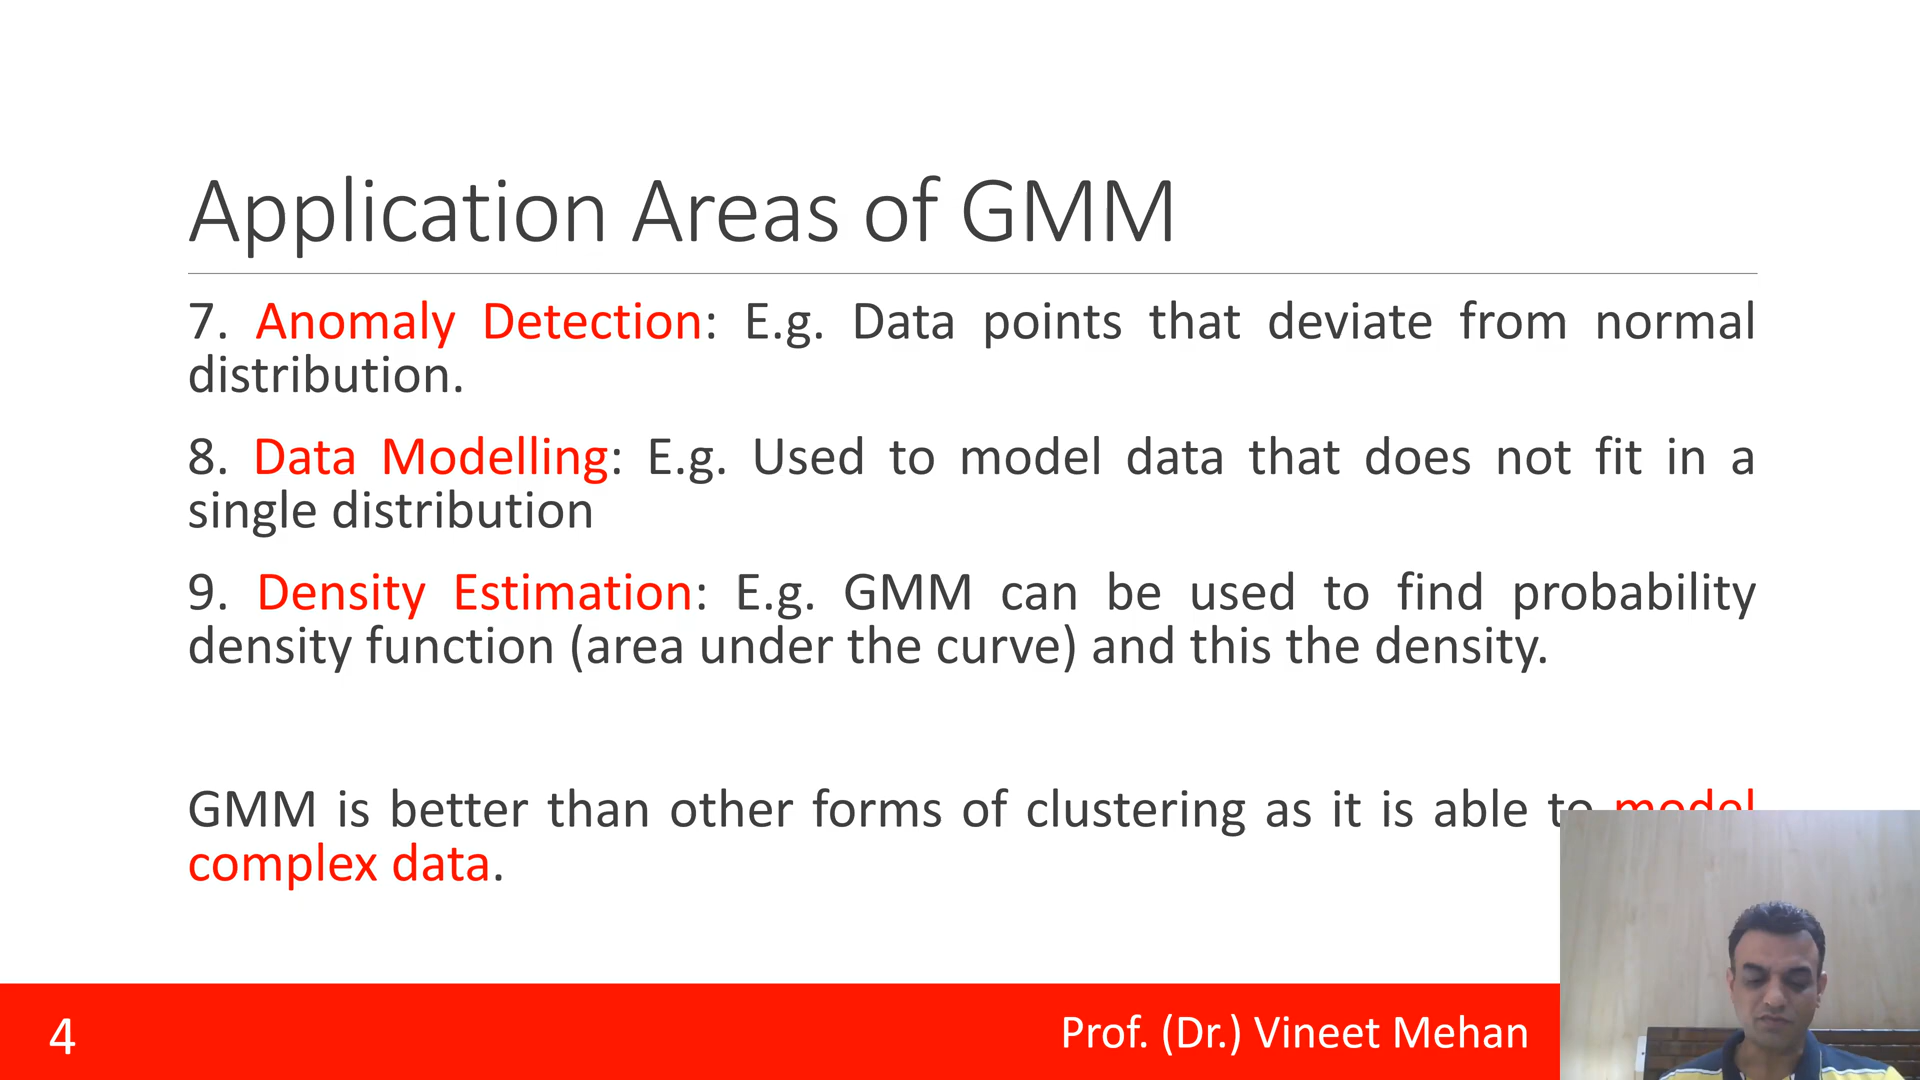 Application Areas of GMM
7. Anomaly Detection: E.g. Data points that deviate from normal
distribution.
8. Data Modelling: E.g. Used to model data that does not fit in a
single distribution
9. Density Estimation: E.g. GMM can be used to find probability
density function (area under the curve) and this the density.
GMM is better than other forms of clustering as it is able to model
complex data.
4
Prof. (Dr.) Vineet Mehan